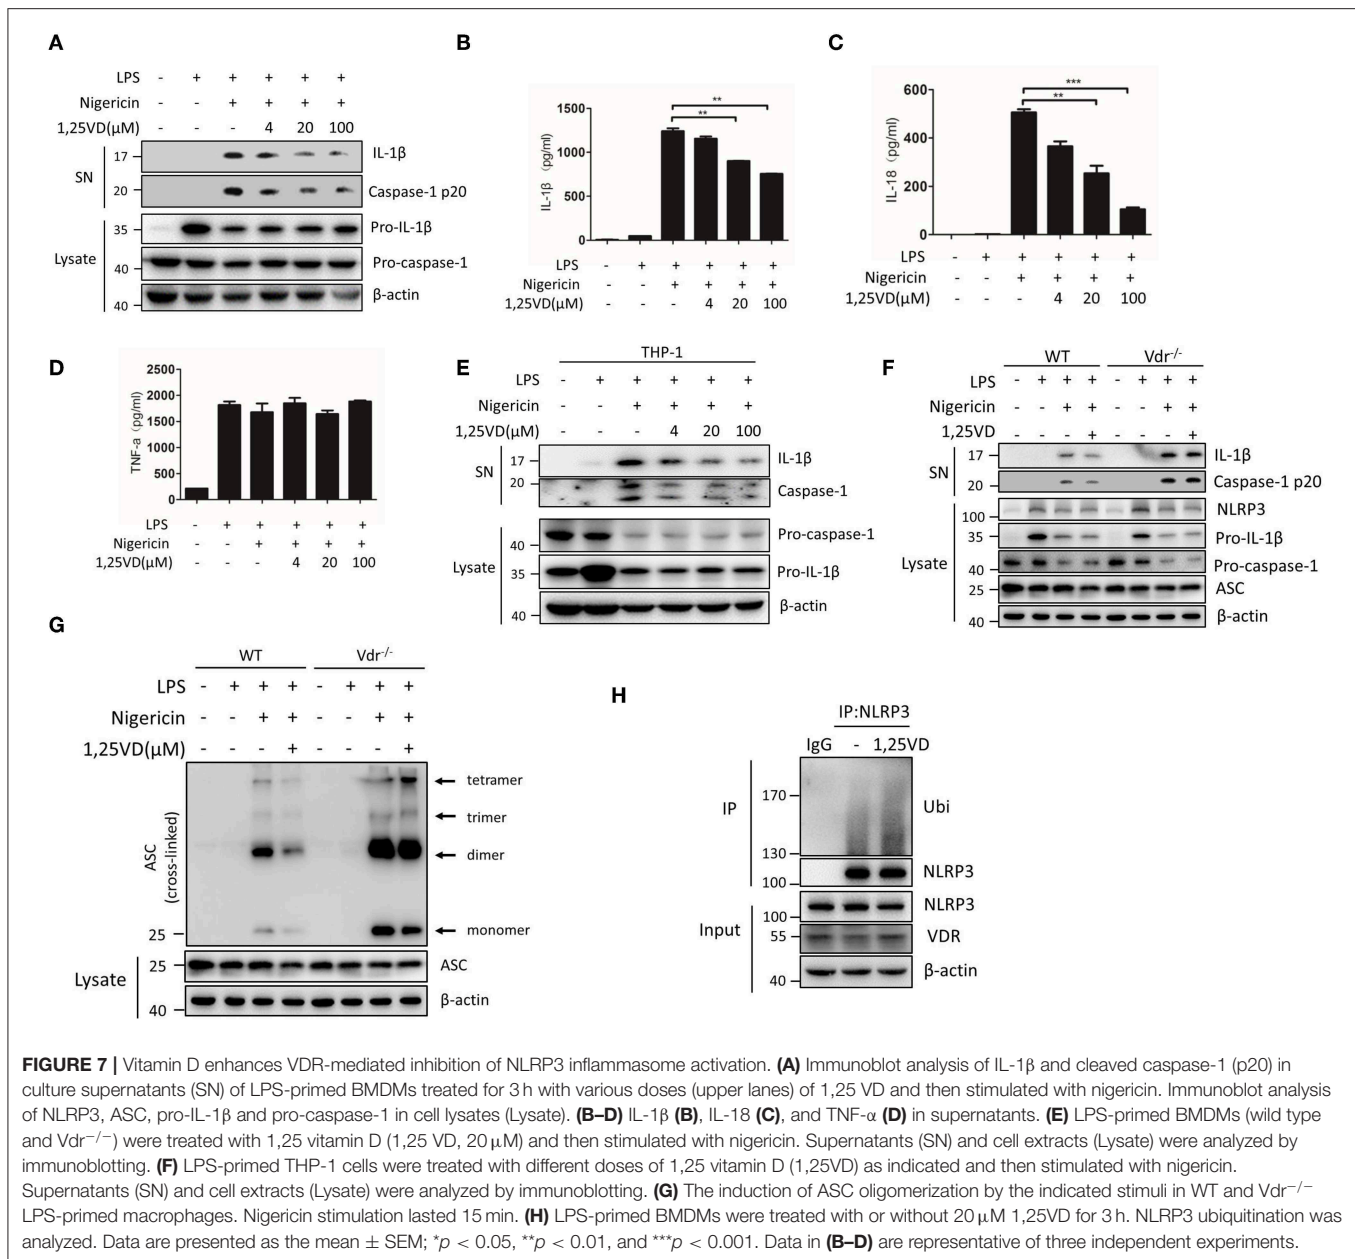 A
LPS - + + + + +
Nigericin - - + + + +
1,25VD(μM) - - - 4 20 100
SN
17 IL-1β
20 Caspase-1 p20
Lysate
35 Pro-IL-1β
40 Pro-caspase-1
40 β-actin
B
** 
**
IL-1β (pg/ml)
1500
1000
500
0
LPS - + + + + +
Nigericin - - + + + +
1,25VD(μM) - - - 4 20 100
C
***
**
IL-18 (pg/ml)
600
400
200
0
LPS - + + + + +
Nigericin - - + + + +
1,25VD(μM) - - - 4 20 100
D
TNF-a (pg/ml)
2500
2000
1500
1000
500
0
LPS - + + + + +
Nigericin - - + + + +
1,25VD(μM) - - - 4 20 100
E
THP-1
LPS - + + + + +
Nigericin - - + + + +
1,25VD(μM) - - - 4 20 100
SN
17 IL-1β
20 Caspase-1
Lysate
40 Pro-caspase-1
35 Pro-IL-1β
40 β-actin
F
WT Vdr-/-
LPS - + + + - + + +
Nigericin - - + + - - + +
1,25VD - - - + - - - +
SN
17 IL-1β
20 Caspase-1 p20
Lysate
100 NLRP3
35 Pro-IL-1β
40 Pro-caspase-1
25 ASC
40 β-actin
G
WT Vdr-/-
LPS - + + + - + + +
Nigericin - - + + - - + +
1,25VD(μM) - - - + - - - +
ASC
(cross-linked)
tetramer
trimer
dimer
25 monomer
Lysate
25 ASC
40 β-actin
H
IP:NLRP3
IgG - 1,25VD
IP
170 Ubi
130
100 NLRP3
Input
100 NLRP3
55 VDR
40 β-actin
FIGURE 7 | Vitamin D enhances VDR-mediated inhibition of NLRP3 inflammasome activation. (A) Immunoblot analysis of IL-1β and cleaved caspase-1 (p20) in
culture supernatants (SN) of LPS-primed BMDMs treated for 3 h with various doses (upper lanes) of 1,25 VD and then stimulated with nigericin. Immunoblot analysis
of NLRP3, ASC, pro-IL-1β and pro-caspase-1 in cell lysates (Lysate). (B–D) IL-1β (B), IL-18 (C), and TNF-α (D) in supernatants. (E) LPS-primed BMDMs (wild type
and Vdr−/−) were treated with 1,25 vitamin D (1,25 VD, 20 μM) and then stimulated with nigericin. Supernatants (SN) and cell extracts (Lysate) were analyzed by
immunoblotting. (F) LPS-primed THP-1 cells were treated with different doses of 1,25 vitamin D (1,25VD) as indicated and then stimulated with nigericin.
Supernatants (SN) and cell extracts (Lysate) were analyzed by immunoblotting. (G) The induction of ASC oligomerization by the indicated stimuli in WT and Vdr−/−
LPS-primed macrophages. Nigericin stimulation lasted 15 min. (H) LPS-primed BMDMs were treated with or without 20 μM 1,25VD for 3 h. NLRP3 ubiquitination was
analyzed. Data are presented as the mean ± SEM; *p < 0.05, **p < 0.01, and ***p < 0.001. Data in (B–D) are representative of three independent experiments.